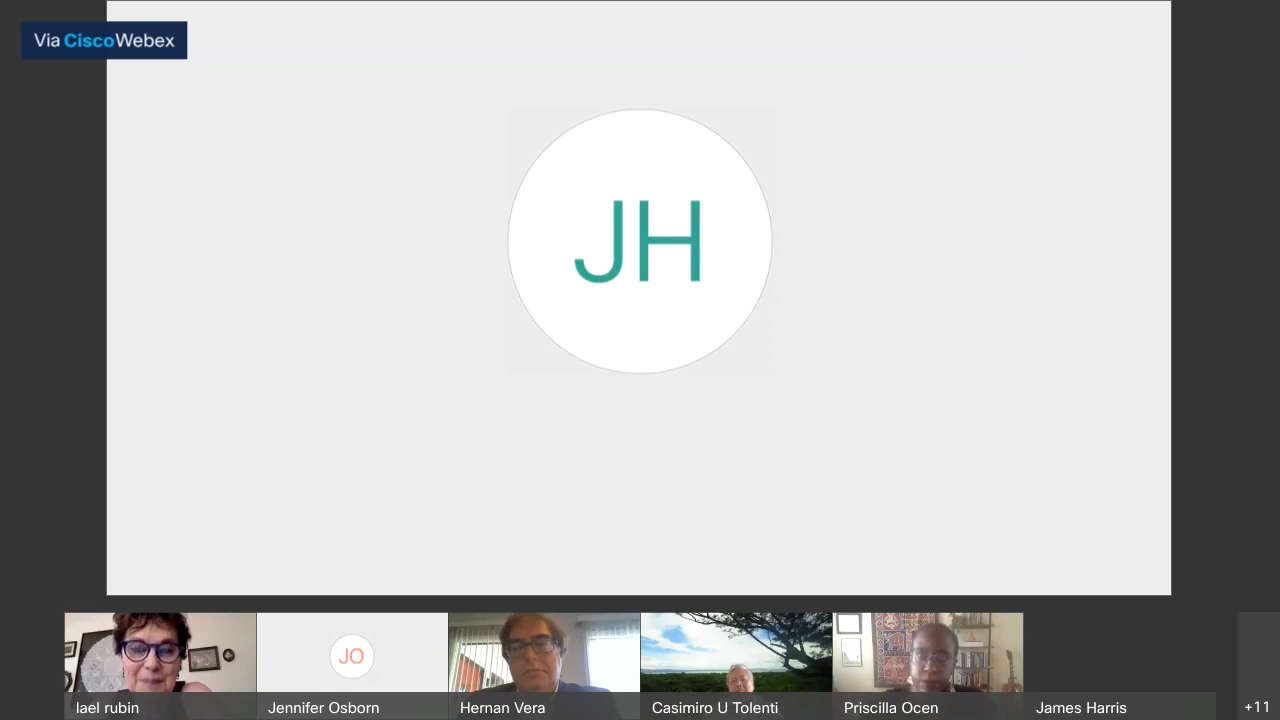 Via CiscoWebex
JH
JO
lael rubin
Jennifer Osborn
Hernan Vera
Casimiro U Tolenti
Priscilla Ocen
James Harris
+11